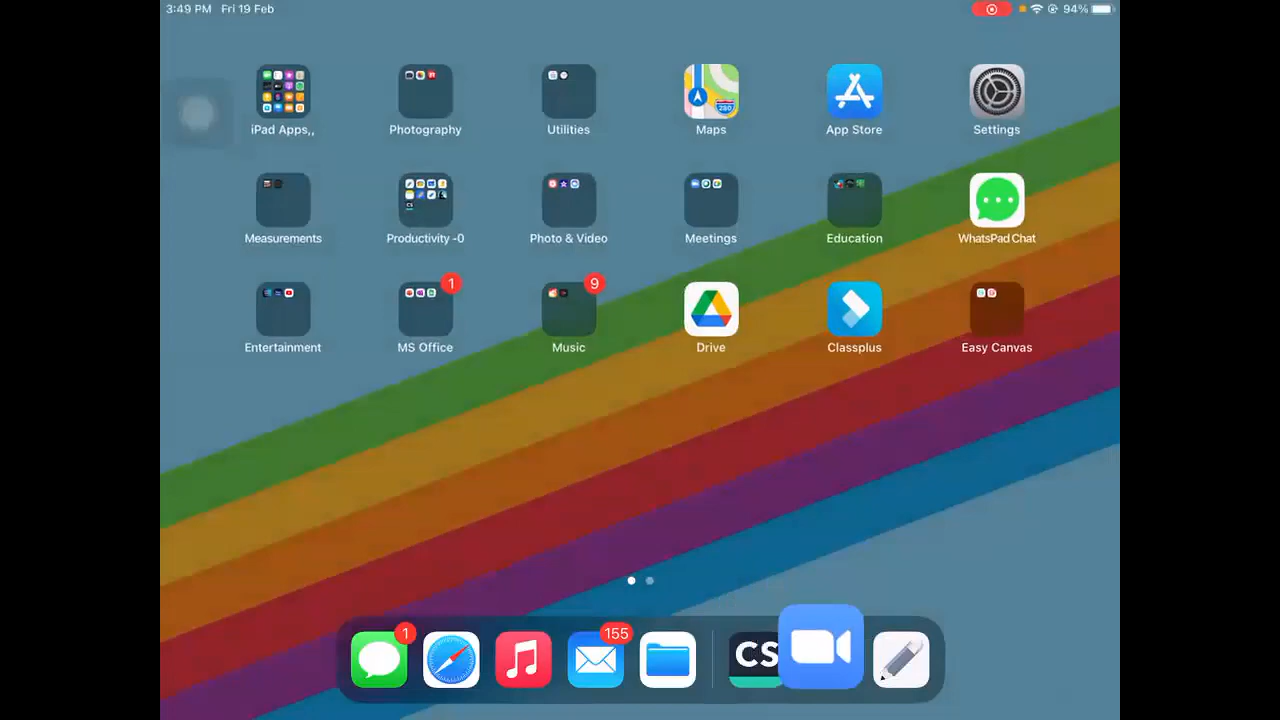 3:49 PM Fri 19 Feb 94%
iPad Apps,, Photography Utilities Maps App Store Settings
Measurements Productivity -0 Photo & Video Meetings Education WhatsPad Chat
1 9
Entertainment MS Office Music Drive Classplus Easy Canvas
1 155
CS